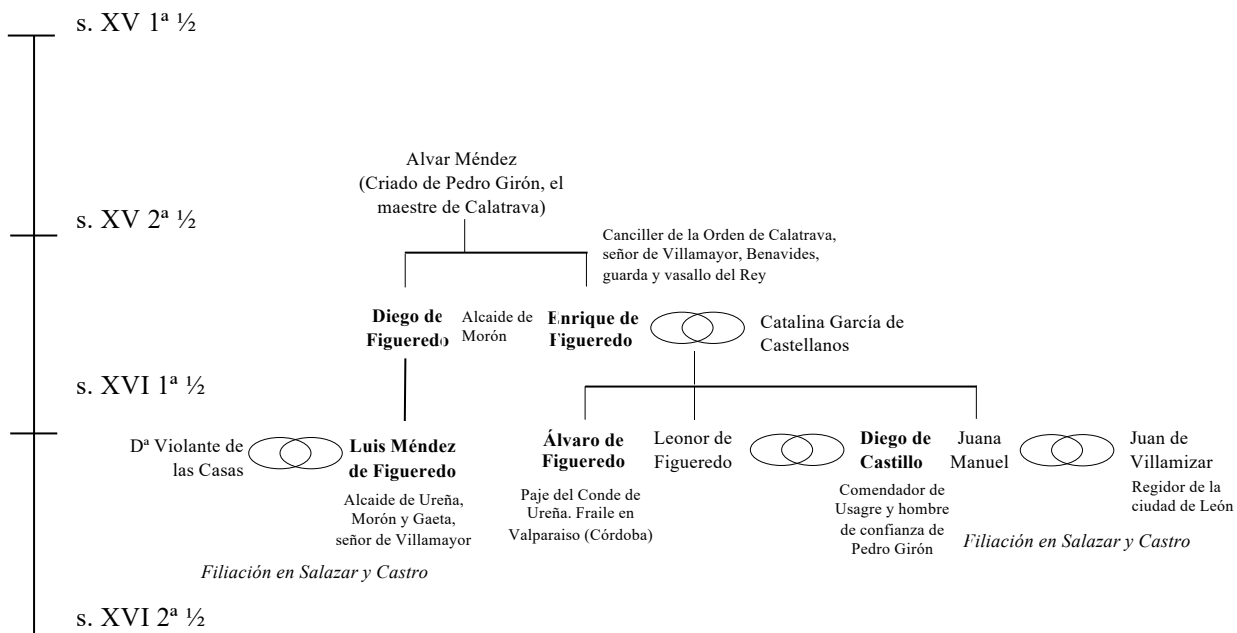 s. XV 1ª ½
Alvar Méndez
(Criado de Pedro Girón, el
maestre de Calatrava)
s. XV 2ª ½
Canciller de la Orden de Calatrava,
señor de Villamayor, Benavides,
guarda y vasallo del Rey
Diego de
Figueredo
Alcaide de
Morón
Enrique de
Figueredo
Catalina García de
Castellanos
s. XVI 1ª ½
Dª Violante de
las Casas
Luis Méndez
de Figueredo
Alcaide de Ureña,
Morón y Gaeta,
señor de Villamayor
Filiación en Salazar y Castro
Álvaro de
Figueredo
Paje del Conde de
Ureña. Fraile en
Valparaiso (Córdoba)
Leonor de
Figueredo
Diego de
Castillo
Comendador de
Usagre y hombre
de confianza de
Pedro Girón
Juana
Manuel
Juan de
Villamizar
Regidor de la
ciudad de León
Filiación en Salazar y Castro
s. XVI 2ª ½